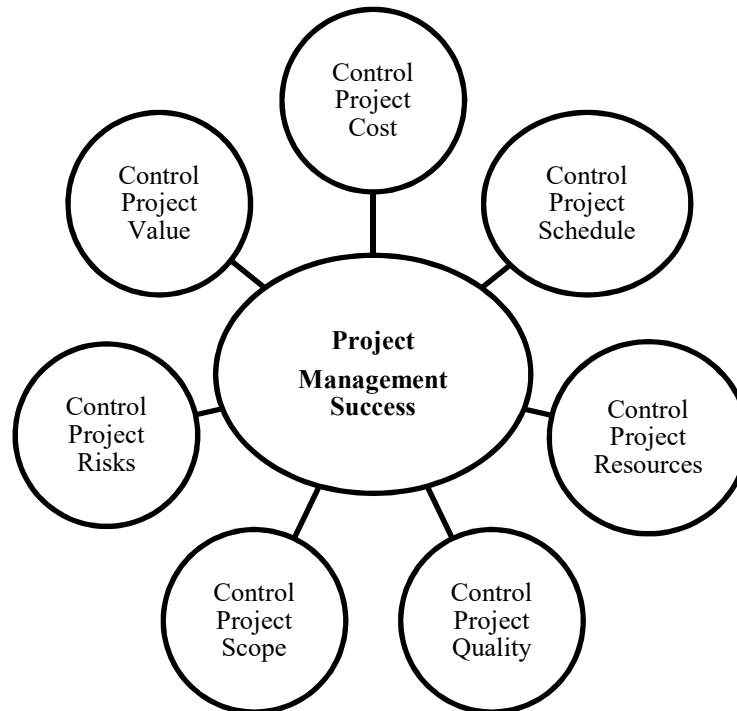 Control
Project
Cost
Control
Project
Schedule
Control
Project
Resources
Control
Project
Quality
Control
Project
Scope
Control
Project
Risks
Control
Project
Value
Project
Management
Success